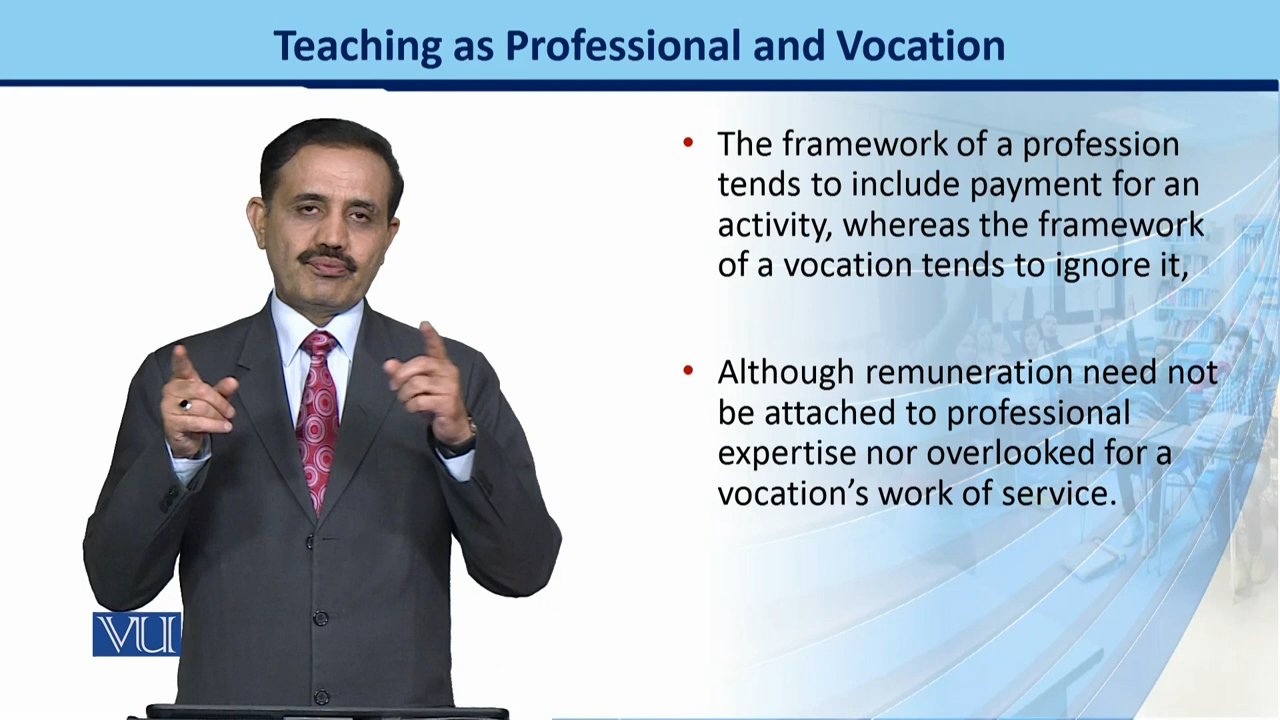 Teaching as Professional and Vocation
• The framework of a profession
tends to include payment for an
activity, whereas the framework
of a vocation tends to ignore it,
• Although remuneration need not
be attached to professional
expertise nor overlooked for a
vocation’s work of service.
VU